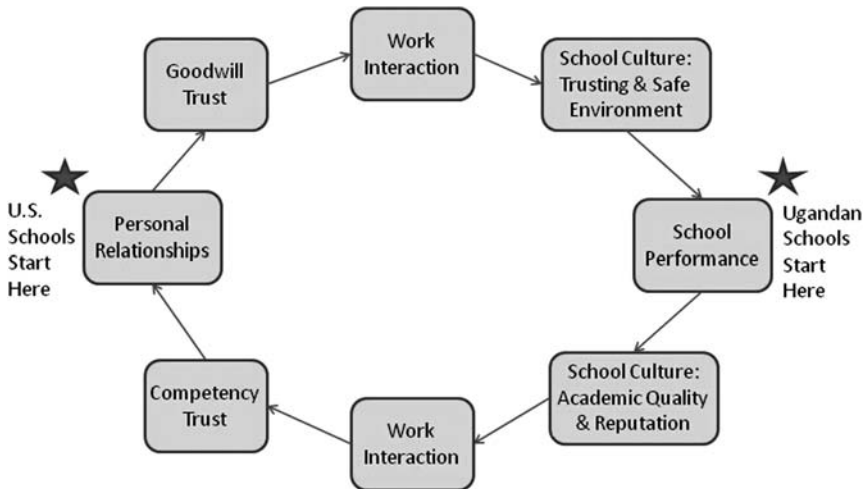 Work
Interaction
Goodwill
Trust
School Culture:
Trusting & Safe
Environment
U.S.
Schools
Start
Here
Personal
Relationships
School
Performance
Ugandan
Schools
Start
Here
Competency
Trust
Work
Interaction
School Culture:
Academic Quality
& Reputation